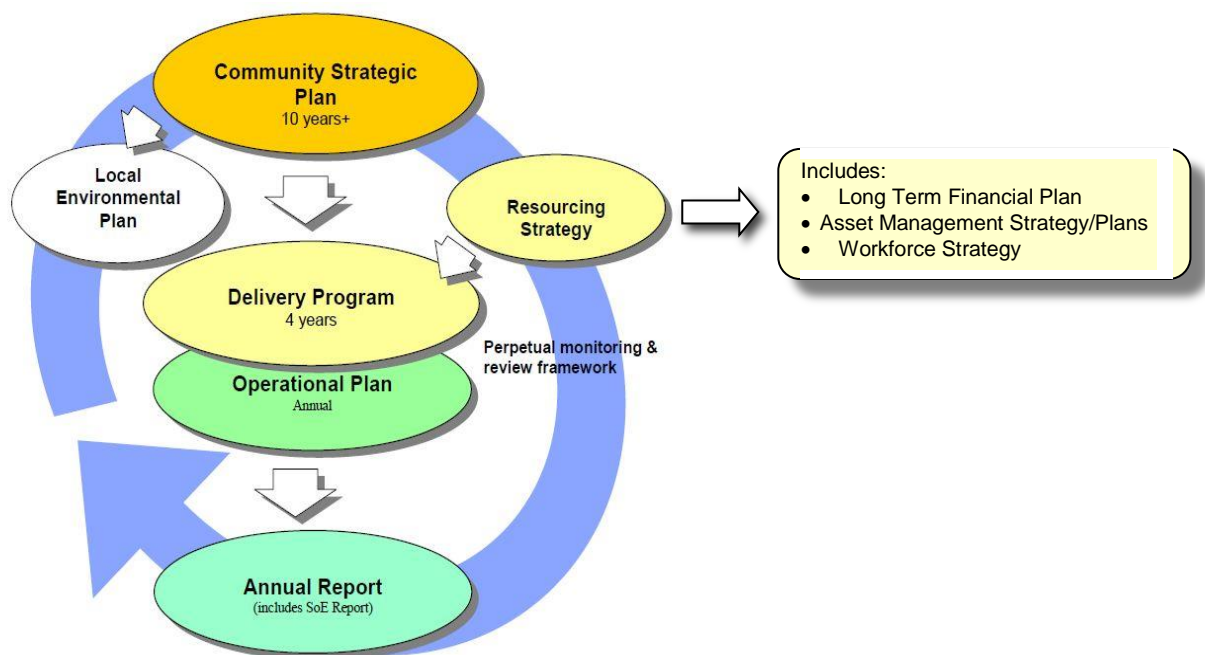 Community Strategic
Plan
10 years+
Local
Environmental
Plan
Resourcing
Strategy
Includes:
• Long Term Financial Plan
• Asset Management Strategy/Plans
• Workforce Strategy
Delivery Program
4 years
Perpetual monitoring &
review framework
Operational Plan
Annual
Annual Report
(includes SoE Report)